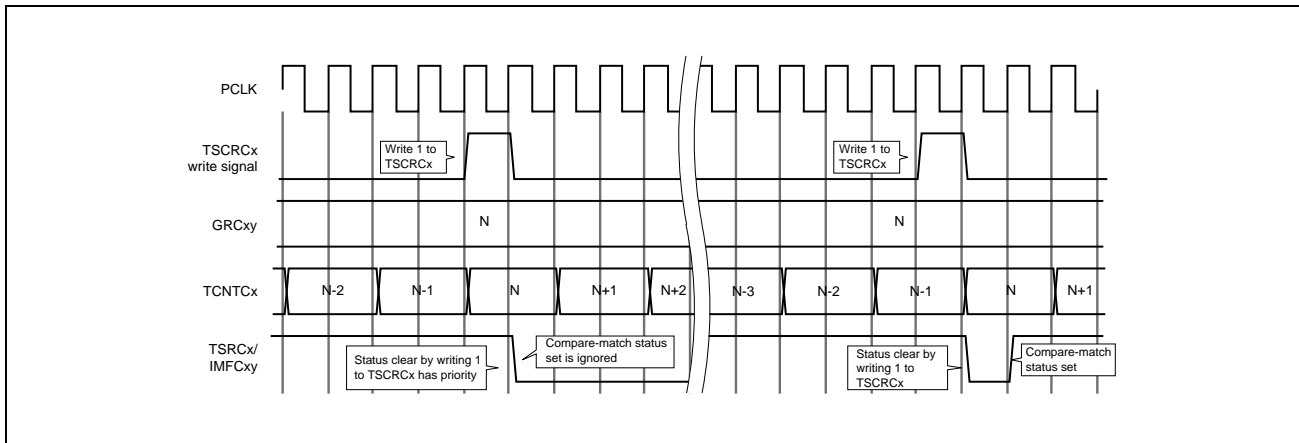 PCLK
TSCRCx
write signal
Write 1 to
TSCRCx
Write 1 to
TSCRCx
GRCxy
N
N
TCNTCx
N-2
N-1
N
N+1
N+2
N-3
N-2
N-1
N
N+1
TSRCx/
IMFCxy
Status clear by writing 1
to TSCRCx has priority
Compare-match status
set is ignored
Status clear by
writing 1 to
TSCRCx
Compare-match
status set